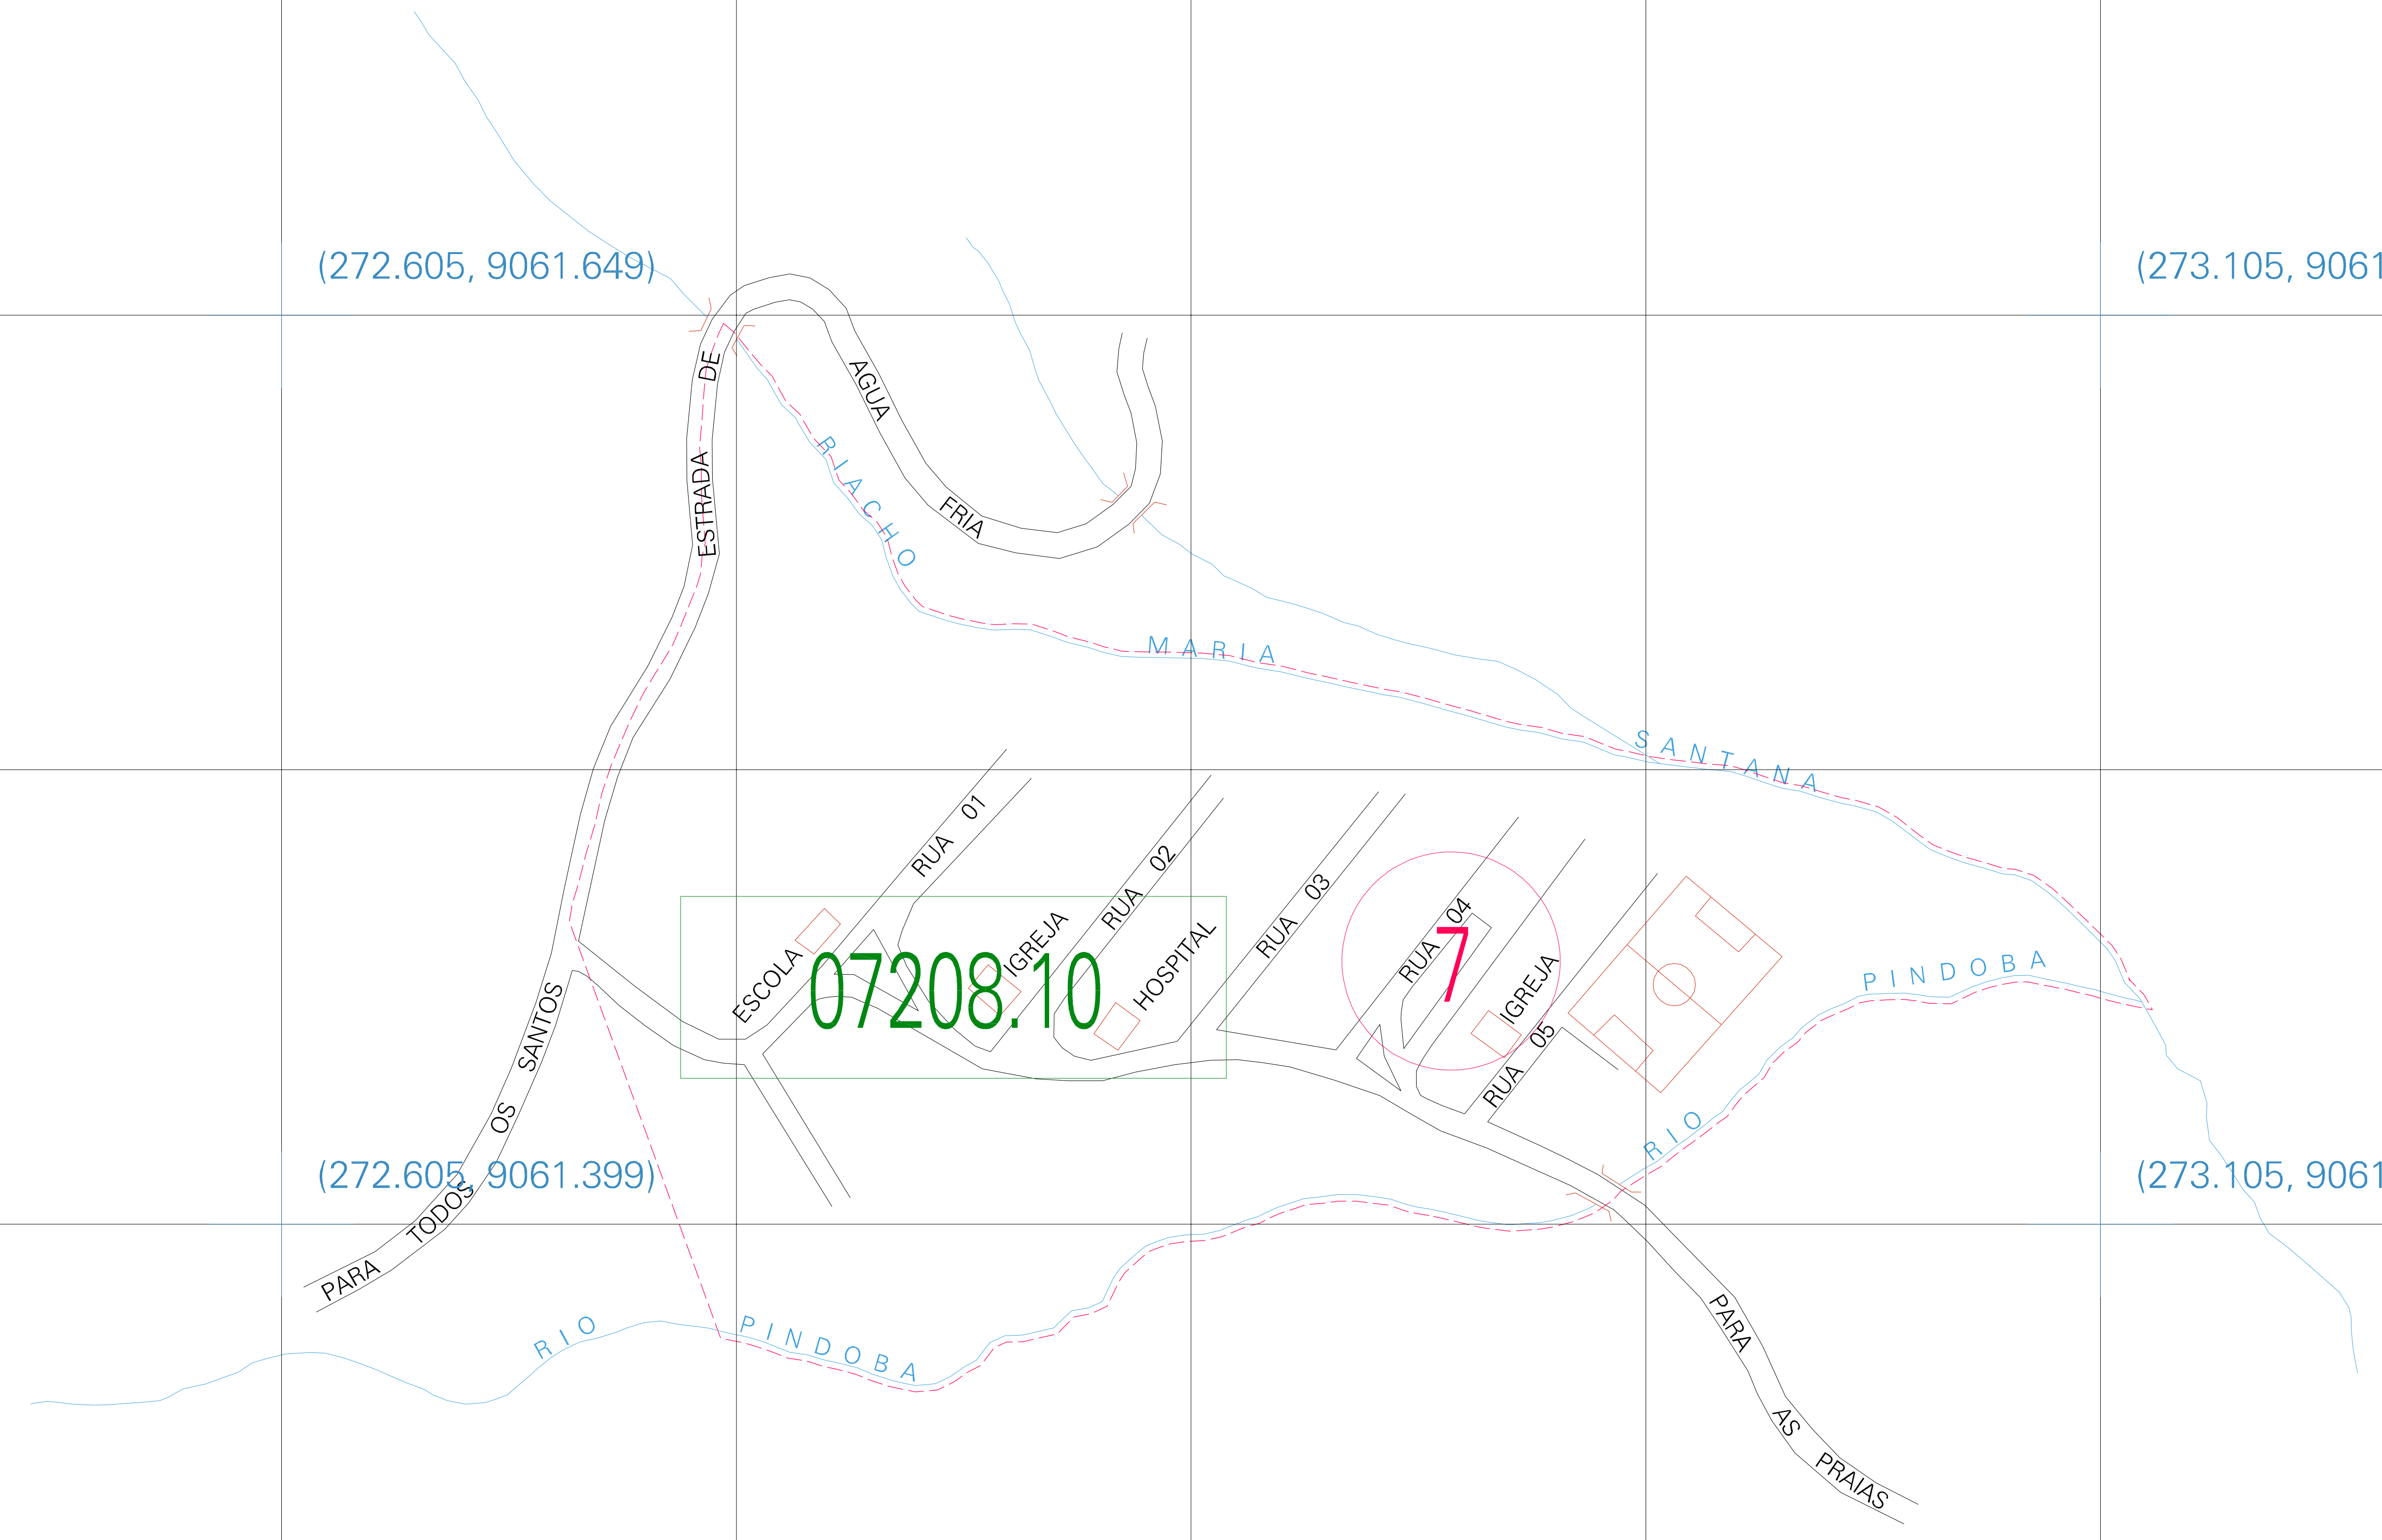 (272.605, 9061.649)
(273.105, 9061
ESTRADA DE AGUA FRIA
RIACHO MARIA SANTANA
RUA 01
RUA 02
RUA 03
RUA 04
RUA 05
ESCOLA
IGREJA
HOSPITAL
IGREJA
07208.10
7
PINDOBA
RIO
PARA TODOS OS SANTOS
(272.605, 9061.399)
(273.105, 9061
RIO PINDOBA
PARA AS PRAIAS